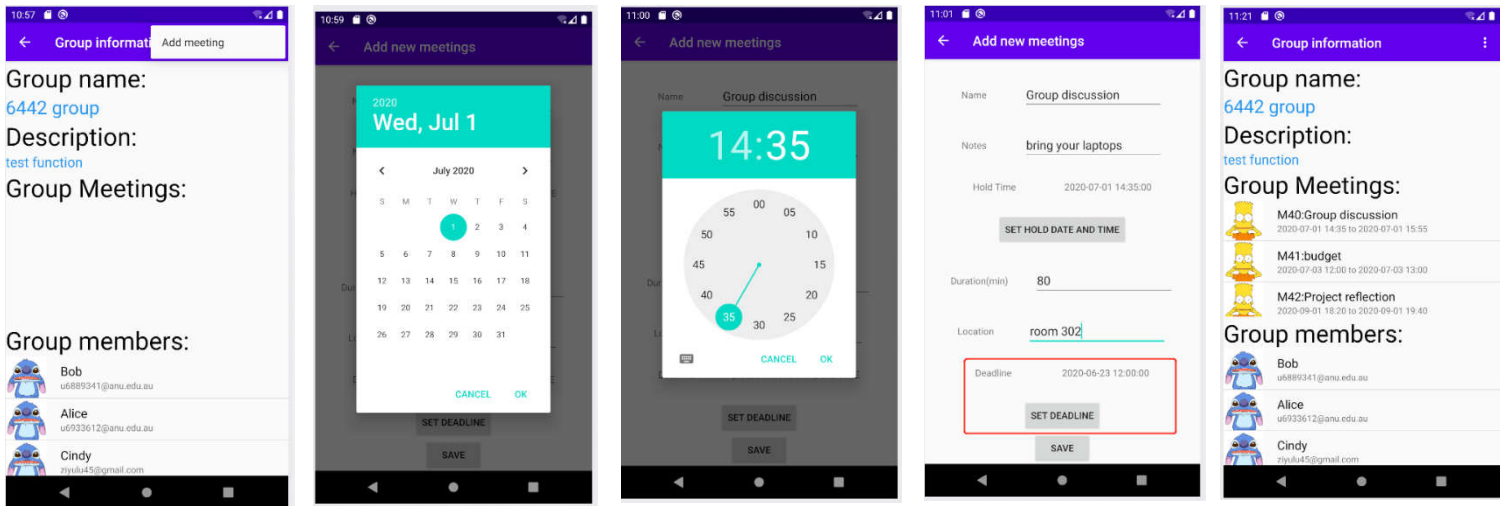 10:57
Group informati
Add meeting
Group name:
6442 group
Description:
test function
Group Meetings:
Group members:
Bob
u6889341@anu.edu.au
Alice
u6933612@anu.edu.au
Cindy
ziyulu45@gmail.com
10:59
Add new meetings
2020
Wed, Jul 1
July 2020
S M T W T F S
1 2 3 4
5 6 7 8 9 10 11
12 13 14 15 16 17 18
19 20 21 22 23 24 25
26 27 28 29 30 31
CANCEL OK
SET DEADLINE
SAVE
11:00
Add new meetings
Name Group discussion
14:35
00
05
10
15
20
25
30
35
40
45
50
55
CANCEL OK
SET DEADLINE
SAVE
11:01
Add new meetings
Name Group discussion
Notes bring your laptops
Hold Time 2020-07-01 14:35:00
SET HOLD DATE AND TIME
Duration(min) 80
Location room 302
Deadline 2020-06-23 12:00:00
SET DEADLINE
SAVE
11:21
Group information
Group name:
6442 group
Description:
test function
Group Meetings:
M40:Group discussion
2020-07-01 14:35 to 2020-07-01 15:55
M41:budget
2020-07-03 12:00 to 2020-07-03 13:00
M42:Project reflection
2020-09-01 18:20 to 2020-09-01 19:40
Group members:
Bob
u6889341@anu.edu.au
Alice
u6933612@anu.edu.au
Cindy
ziyulu45@gmail.com